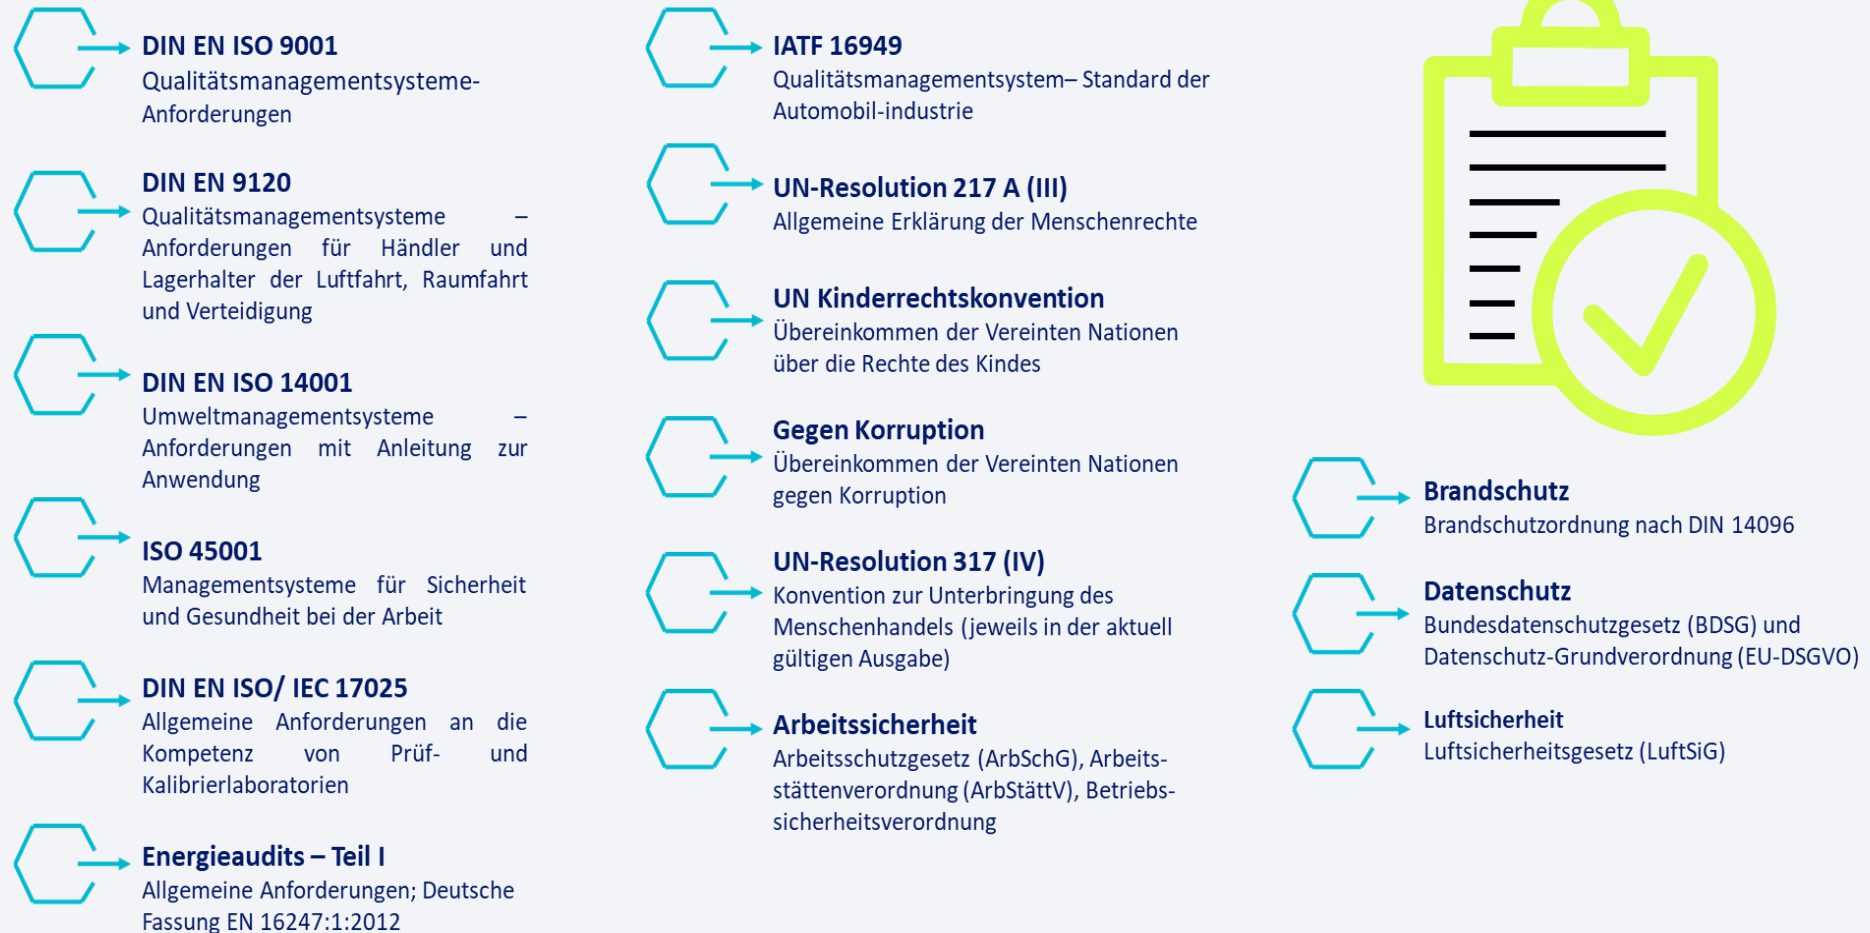 DIN EN ISO 9001
Qualitätsmanagementsysteme-
Anforderungen
DIN EN 9120
Qualitätsmanagementsysteme –
Anforderungen für Händler und
Lagerhalter der Luftfahrt, Raumfahrt
und Verteidigung
DIN EN ISO 14001
Umweltmanagementsysteme –
Anforderungen mit Anleitung zur
Anwendung
ISO 45001
Managementsysteme für Sicherheit
und Gesundheit bei der Arbeit
DIN EN ISO/ IEC 17025
Allgemeine Anforderungen an die
Kompetenz von Prüf- und
Kalibrierlaboratorien
Energieaudits – Teil I
Allgemeine Anforderungen; Deutsche
Fassung EN 16247:1:2012
IATF 16949
Qualitätsmanagementsystem– Standard der
Automobil-industrie
UN-Resolution 217 A (III)
Allgemeine Erklärung der Menschenrechte
UN Kinderrechtskonvention
Übereinkommen der Vereinten Nationen
über die Rechte des Kindes
Gegen Korruption
Übereinkommen der Vereinten Nationen
gegen Korruption
UN-Resolution 317 (IV)
Konvention zur Unterbringung des
Menschenhandels (jeweils in der aktuell
gültigen Ausgabe)
Arbeitssicherheit
Arbeitsschutzgesetz (ArbSchG), Arbeits-
stättenverordnung (ArbStättV), Betriebs-
sicherheitsverordnung
Brandschutz
Brandschutzordnung nach DIN 14096
Datenschutz
Bundesdatenschutzgesetz (BDSG) und
Datenschutz-Grundverordnung (EU-DSGVO)
Luftsicherheit
Luftsicherheitsgesetz (LuftSiG)